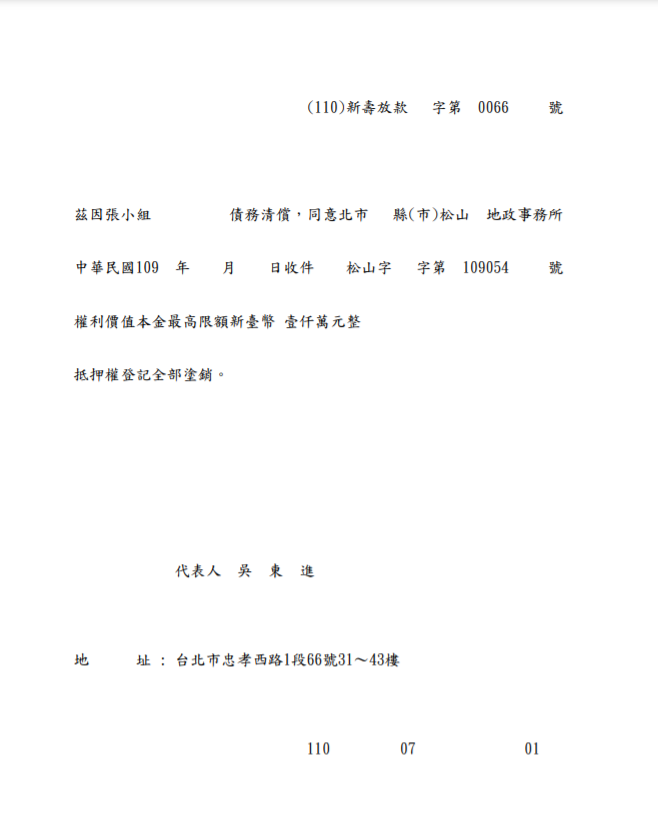 (110)新壽放款 字第 0066 號
茲因張小組 債務清償，同意北市 縣(市)松山 地政事務所
中華民國109 年 月 日收件 松山字 字第 109054 號
權利價值本金最高限額新臺幣 壹仟萬元整
抵押權登記全部塗銷。
代表人 吳 東 進
地 址 : 台北市忠孝西路1段66號31～43樓
110 07 01